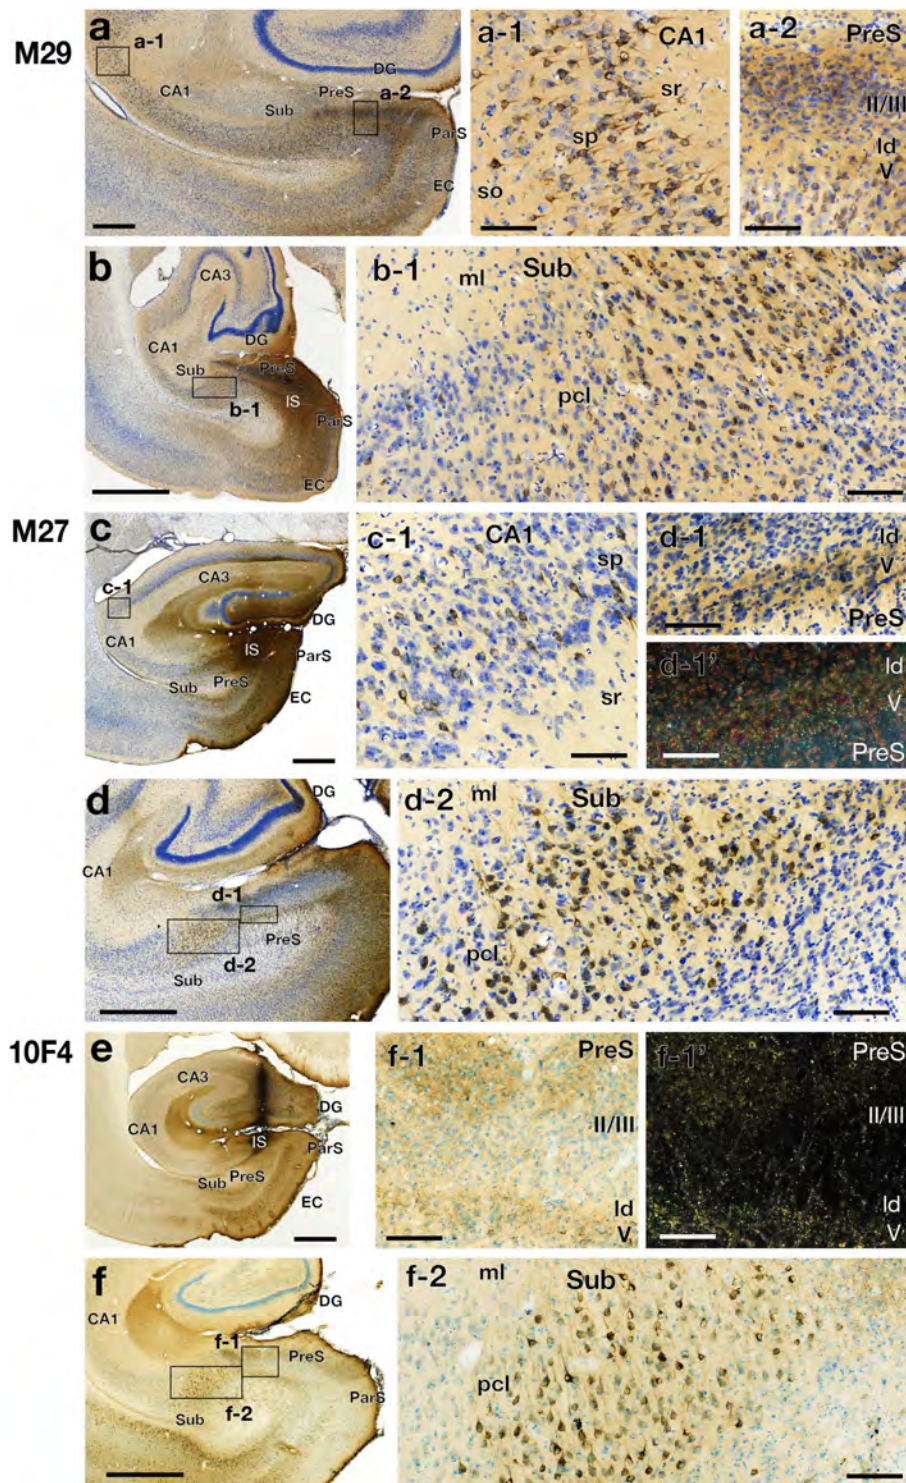 M29
a
a-1
CA1
Sub
PreS
DG
a-2
ParS
EC
a-1
CA1
sr
sp
so
a-2
PreS
II/III
Id
V
b
CA3
DG
CA1
Sub
PreS
IS
b-1
ParS
EC
b-1
ml
Sub
pcl
M27
c
CA3
c-1
CA1
DG
IS
ParS
Sub
PreS
EC
c-1
CA1
sp
sr
d-1
Id
V
PreS
d-1'
Id
V
PreS
d
DG
CA1
d-1
PreS
d-2
Sub
d-2
ml
Sub
pcl
10F4
e
CA3
DG
CA1
IS
ParS
PreS
Sub
EC
f-1
PreS
II/III
Id
V
f-1'
PreS
II/III
Id
V
f
DG
CA1
f-1
PreS
ParS
f-2
Sub
f-2
ml
Sub
pcl